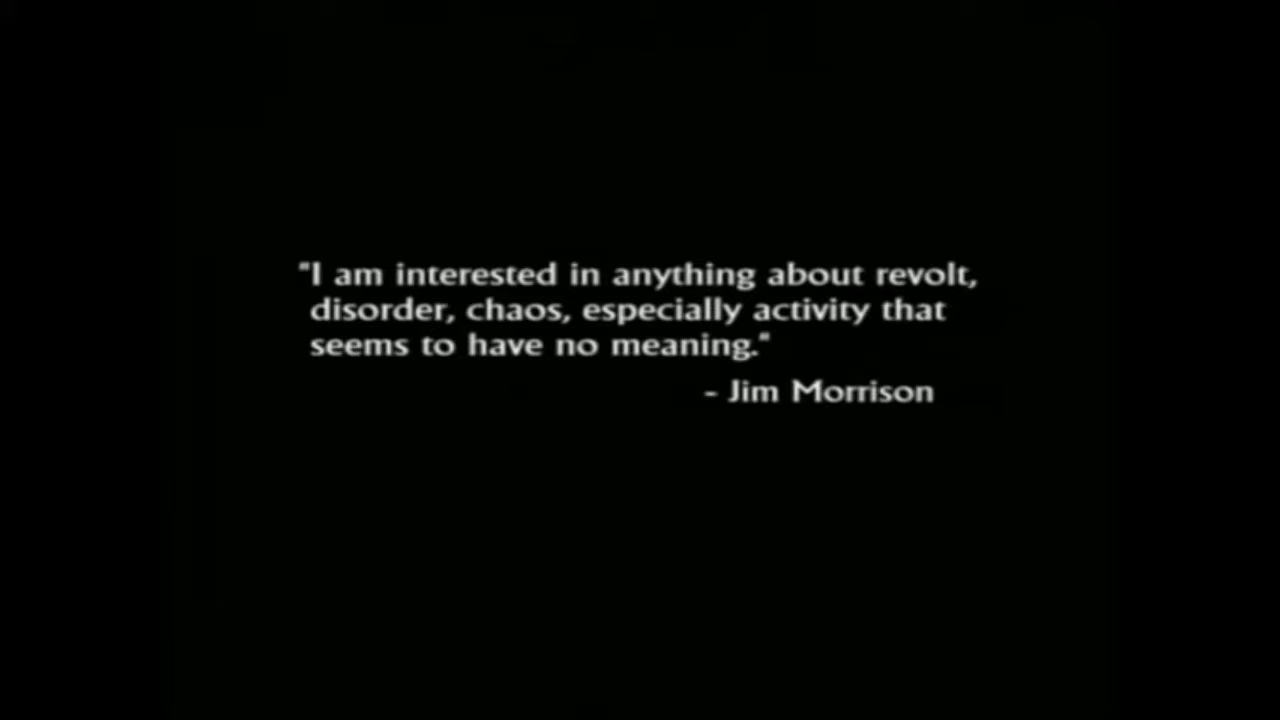 "I am interested in anything about revolt,
disorder, chaos, especially activity that
seems to have no meaning."
- Jim Morrison